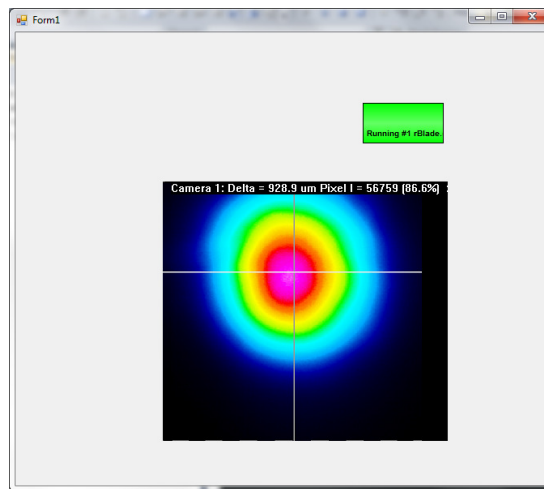 Form1
Running #1 rBlade.
Camera 1: Delta = 928.9 um Pixel I = 56759 (86.6%)